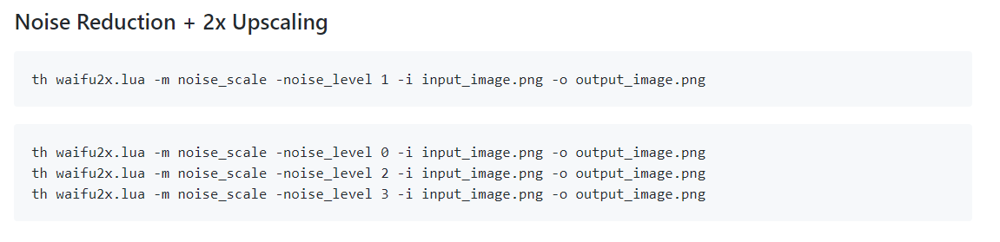 Noise Reduction + 2x Upscaling
th waifu2x.lua -m noise_scale -noise_level 1 -i input_image.png -o output_image.png
th waifu2x.lua -m noise_scale -noise_level 0 -i input_image.png -o output_image.png
th waifu2x.lua -m noise_scale -noise_level 2 -i input_image.png -o output_image.png
th waifu2x.lua -m noise_scale -noise_level 3 -i input_image.png -o output_image.png